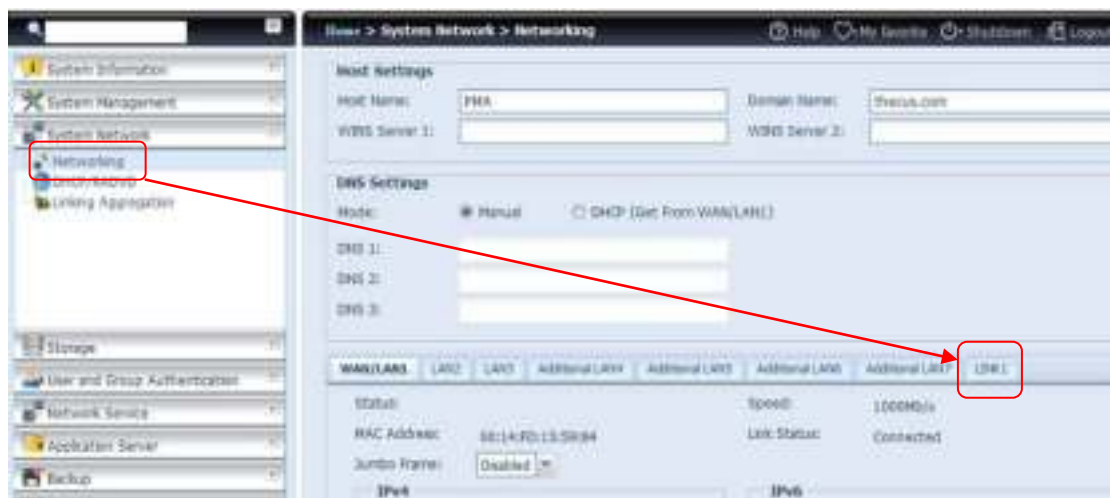 Home > System Network > Networking
Help My favorite Shutdown Logout
System Information
System Management
System Network
Networking
DHCP/RADVD
Linking Aggregation
Storage
User and Group Authentication
Network Service
Application Server
Backup
Host Settings
Host Name: PMA Domain Name: thecus.com
WINS Server 1: WINS Server 2:
DNS Settings
Mode: Manual DHCP (Get From WAN/LAN1)
DNS 1:
DNS 2:
DNS 3:
WAN/LAN1 LAN2 LAN3 Additional LAN4 Additional LAN5 Additional LAN6 Additional LAN7 LINK1
Status: Speed: 1000Mb/s
MAC Address: Link Status: Connected
Jumbo Frame: Disabled
IPv4 IPv6